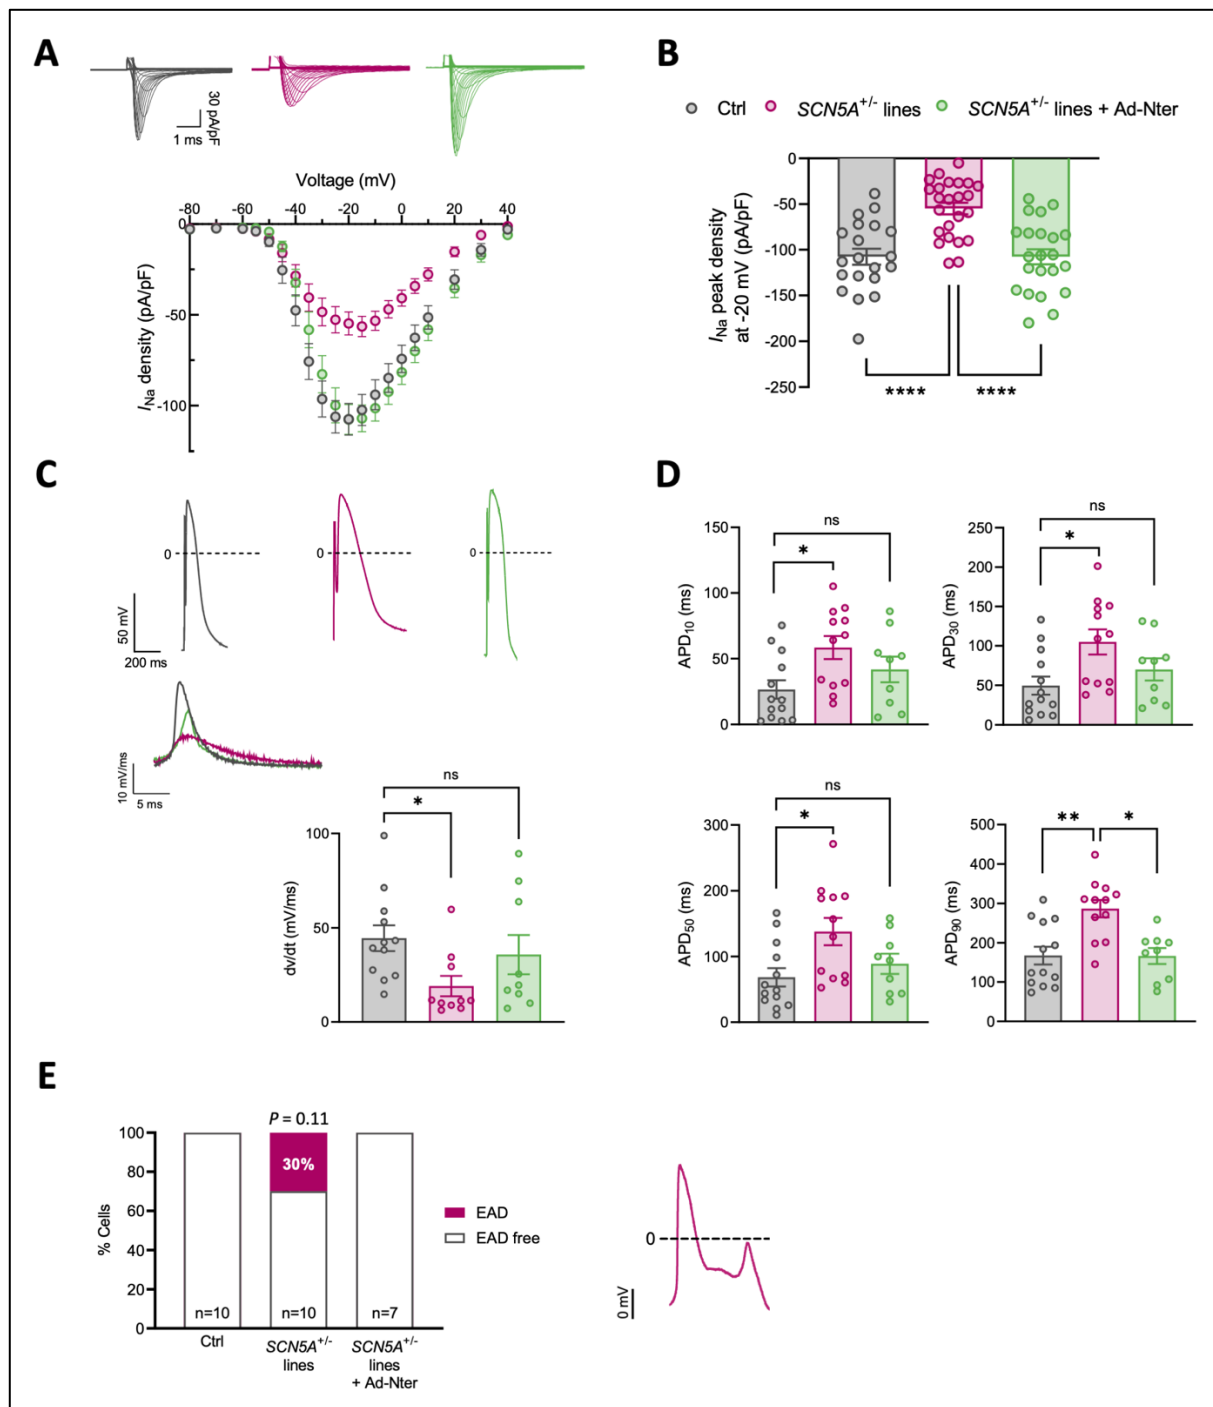 A
30 pA/pF
1 ms
Voltage (mV)
-80 -60 -40 -20 0 20 40
-50
-100
INa density (pA/pF)
B
Ctrl SCN5A+/- lines SCN5A+/- lines + Ad-Nter
0
-50
-100
-150
-200
-250
INa peak density
at -20 mV (pA/pF)
**** ****
C
0 0 0
50 mV
200 ms
10 mV/ms
5 ms
ns
*
100
50
0
dv/dt (mV/ms)
D
ns
*
150
100
50
0
APD10 (ms)
ns
*
250
200
150
100
50
0
APD30 (ms)
ns
*
300
200
100
0
APD50 (ms)
** *
500
400
300
200
100
0
APD90 (ms)
E
P = 0.11
100
80
60
40
20
0
% Cells
30%
EAD
EAD free
n=10 n=10 n=7
Ctrl SCN5A+/- SCN5A+/-
lines lines
+ Ad-Nter
0
0 mV